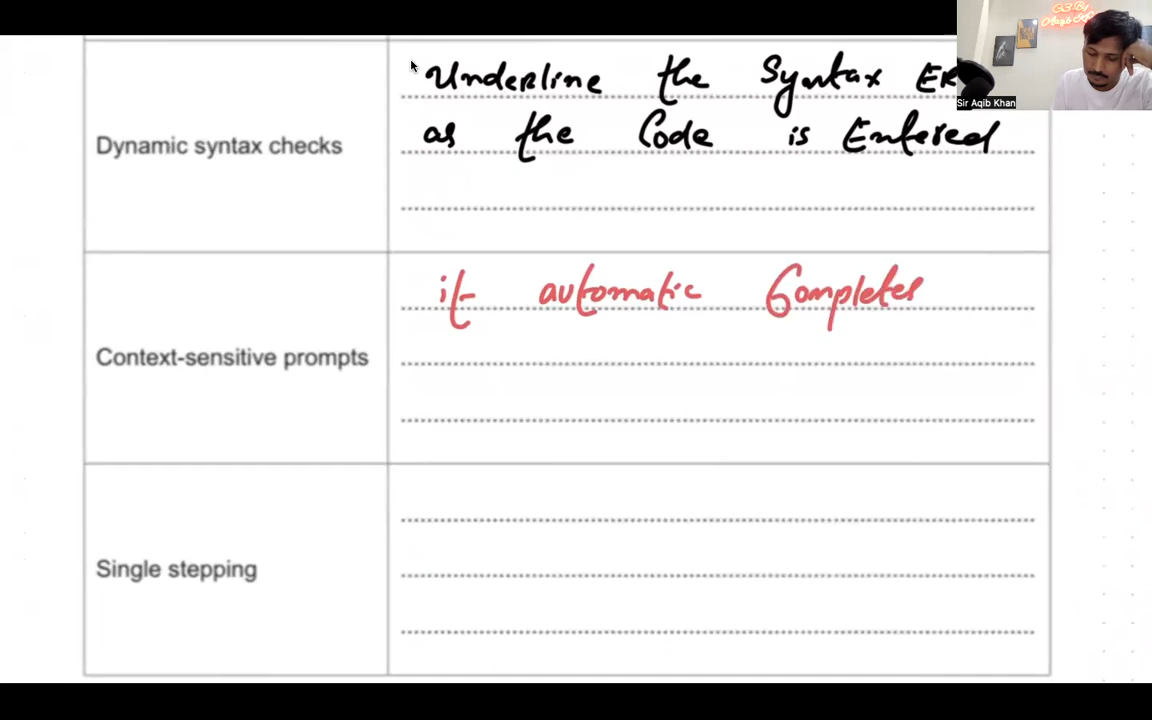 Underline the Syntax
Sir Aqib Khan
as the Code is Entered
Dynamic syntax checks
it automatic Completes
Context-sensitive prompts
Single stepping